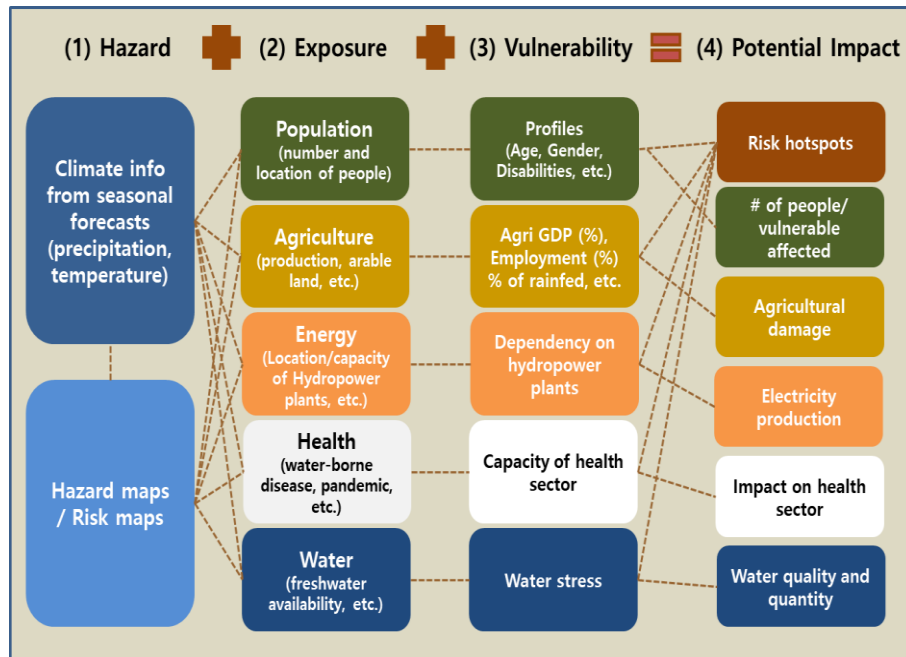 (1) Hazard
(2) Exposure
(3) Vulnerability
(4) Potential Impact
Climate info
from seasonal
forecasts
(precipitation,
temperature)
Hazard maps
/ Risk maps
Population
(number and
location of people)
Agriculture
(production, arable
land, etc.)
Energy
(Location/capacity
of Hydropower
plants, etc.)
Health
(water-borne
disease, pandemic,
etc.)
Water
(freshwater
availability, etc.)
Profiles
(Age, Gender,
Disabilities, etc.)
Agri GDP (%),
Employment (%)
% of rainfed, etc.
Dependency on
hydropower
plants
Capacity of health
sector
Water stress
Risk hotspots
# of people/
vulnerable
affected
Agricultural
damage
Electricity
production
Impact on health
sector
Water quality and
quantity